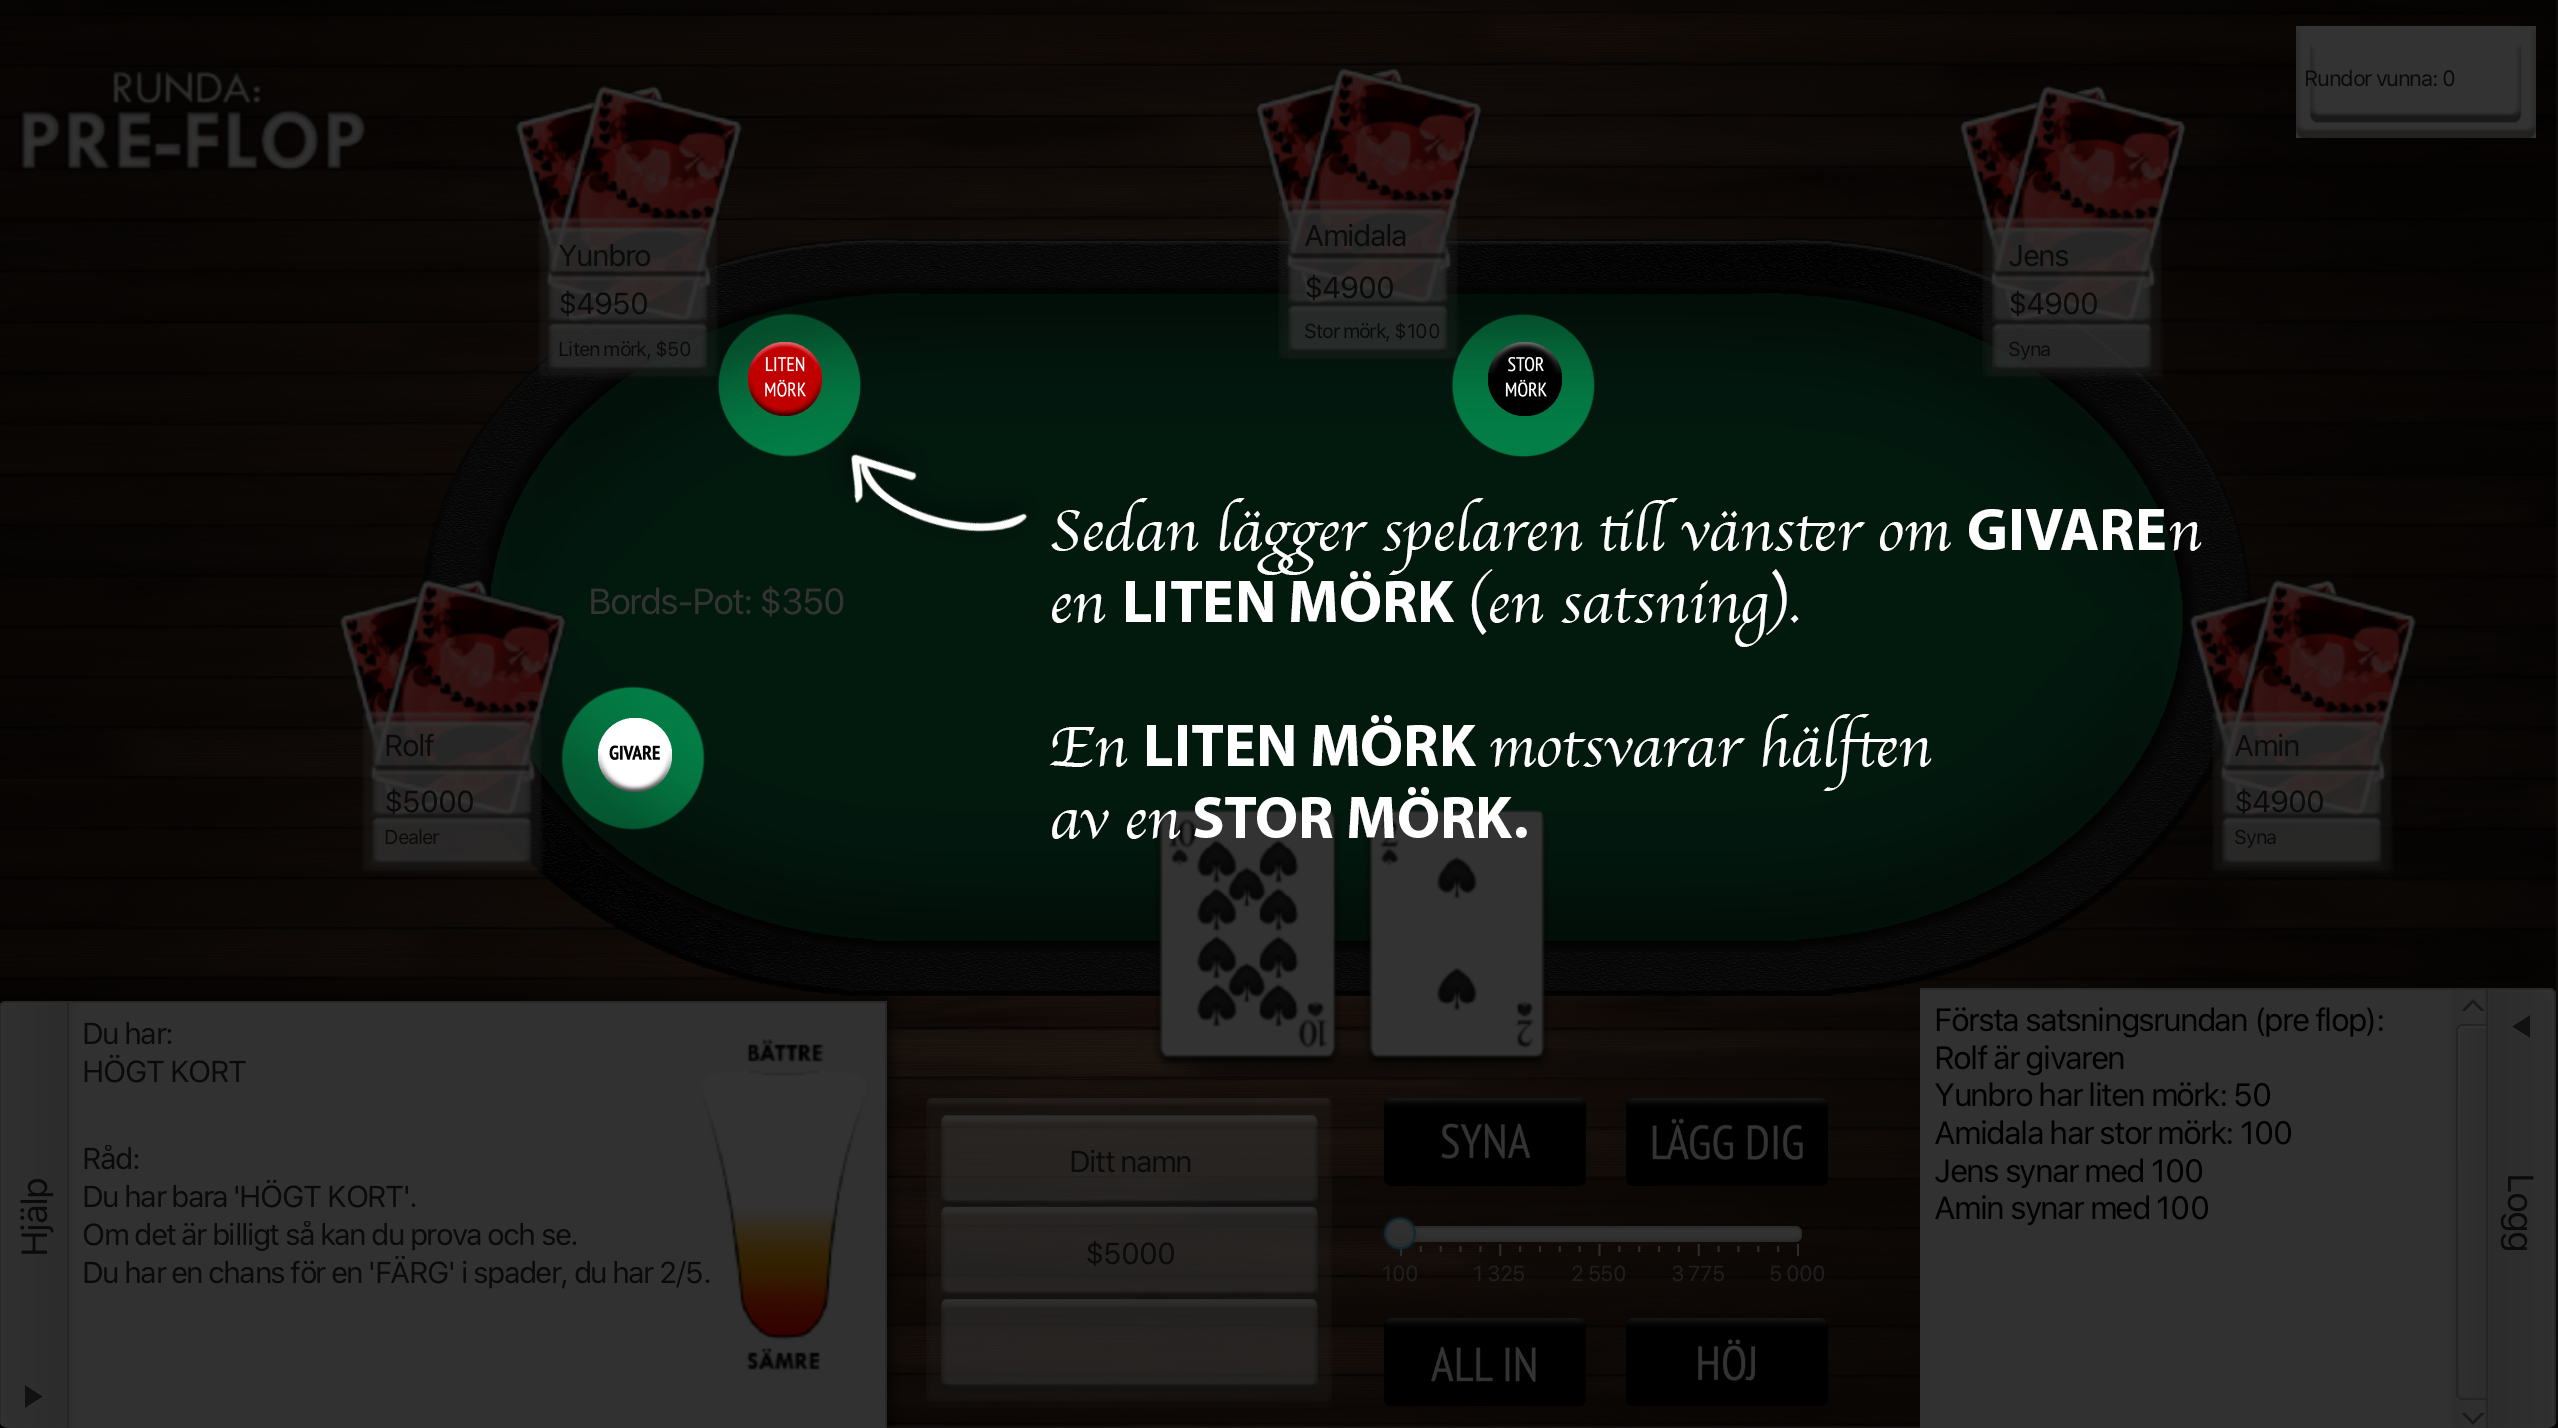 RUNDA:
PRE-FLOP
Rundor vunna: 0
Yunbro
$4950
Liten mörk, $50
Amidala
$4900
Stor mörk, $100
Jens
$4900
Syna
LITEN
MÖRK
STOR
MÖRK
Sedan lägger spelaren till vänster om GIVAREn
en LITEN MÖRK (en satsning).
Bords-Pot: $350
En LITEN MÖRK motsvarar hälften
av en STOR MÖRK.
Rolf
$5000
Dealer
GIVARE
Amin
$4900
Syna
10
10
2
Hjälp
Du har:
HÖGT KORT
Råd:
Du har bara 'HÖGT KORT'.
Om det är billigt så kan du prova och se.
Du har en chans för en 'FÄRG' i spader, du har 2/5.
BÄTTRE
SÄMRE
Ditt namn
$5000
SYNA
LÄGG DIG
100 1 325 2 550 3 775 5 000
ALL IN
HÖJ
Första satsningsrundan (pre flop):
Rolf är givaren
Yunbro har liten mörk: 50
Amidala har stor mörk: 100
Jens synar med 100
Amin synar med 100
Logg